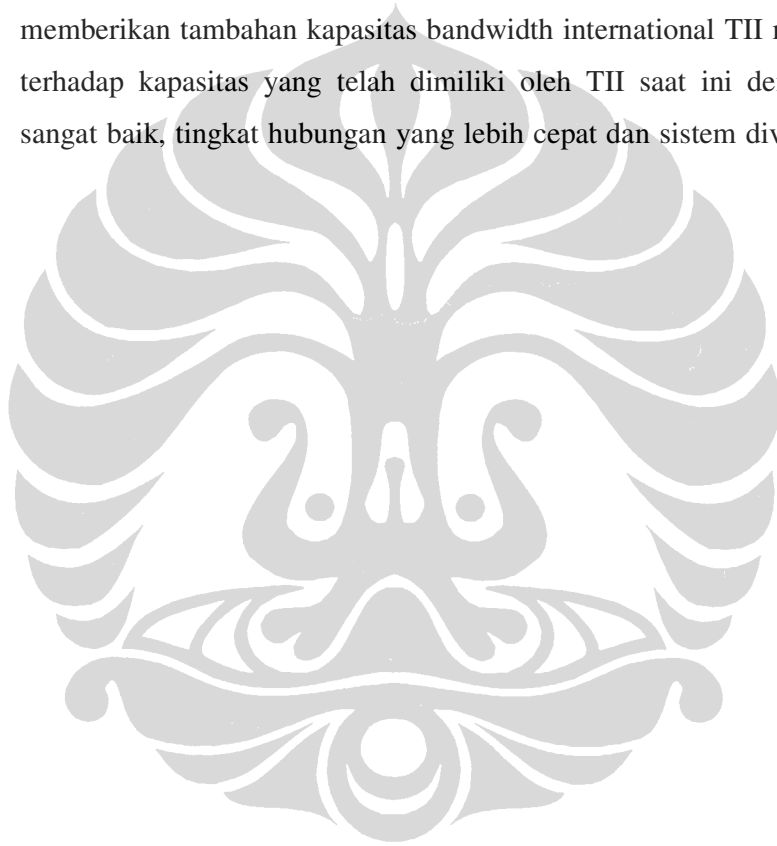 memberikan tambahan kapasitas bandwidth international TII
terhadap kapasitas yang telah dimiliki oleh TII saat ini
sangat baik, tingkat hubungan yang lebih cepat dan sistem